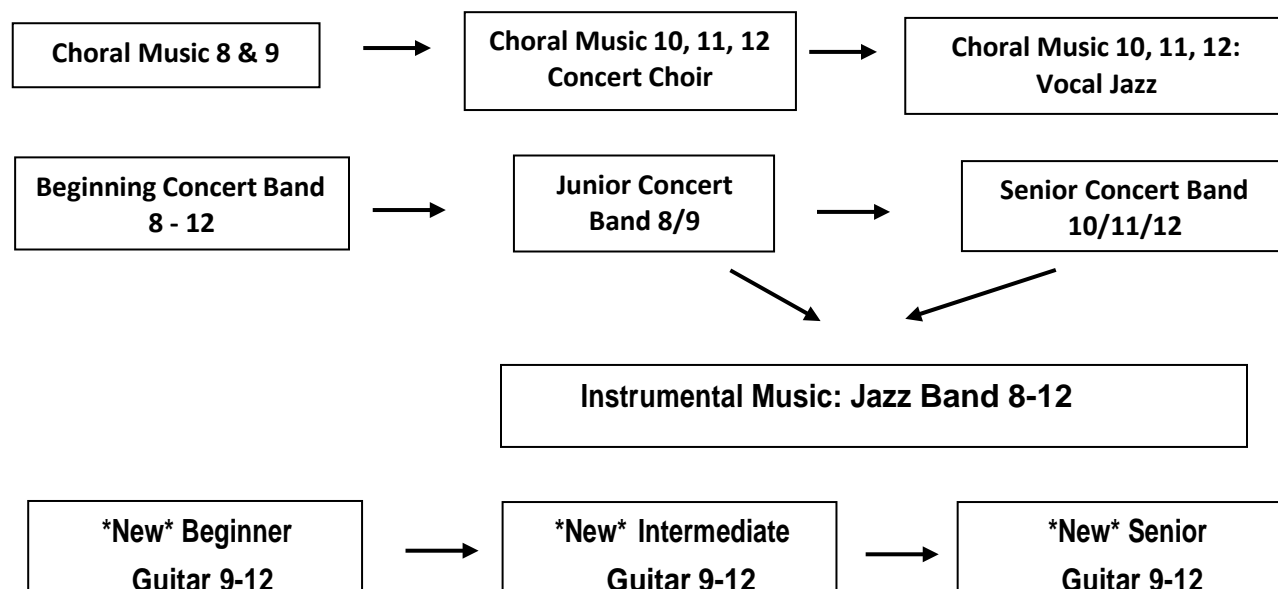 Choral Music 8 & 9
Choral Music 10, 11, 12
Concert Choir
Choral Music 10, 11, 12:
Vocal Jazz
Beginning Concert Band
8 - 12
Junior Concert
Band 8/9
Senior Concert Band
10/11/12
Instrumental Music: Jazz Band 8-12
*New* Beginner
Guitar 9-12
*New* Intermediate
Guitar 9-12
*New* Senior
Guitar 9-12